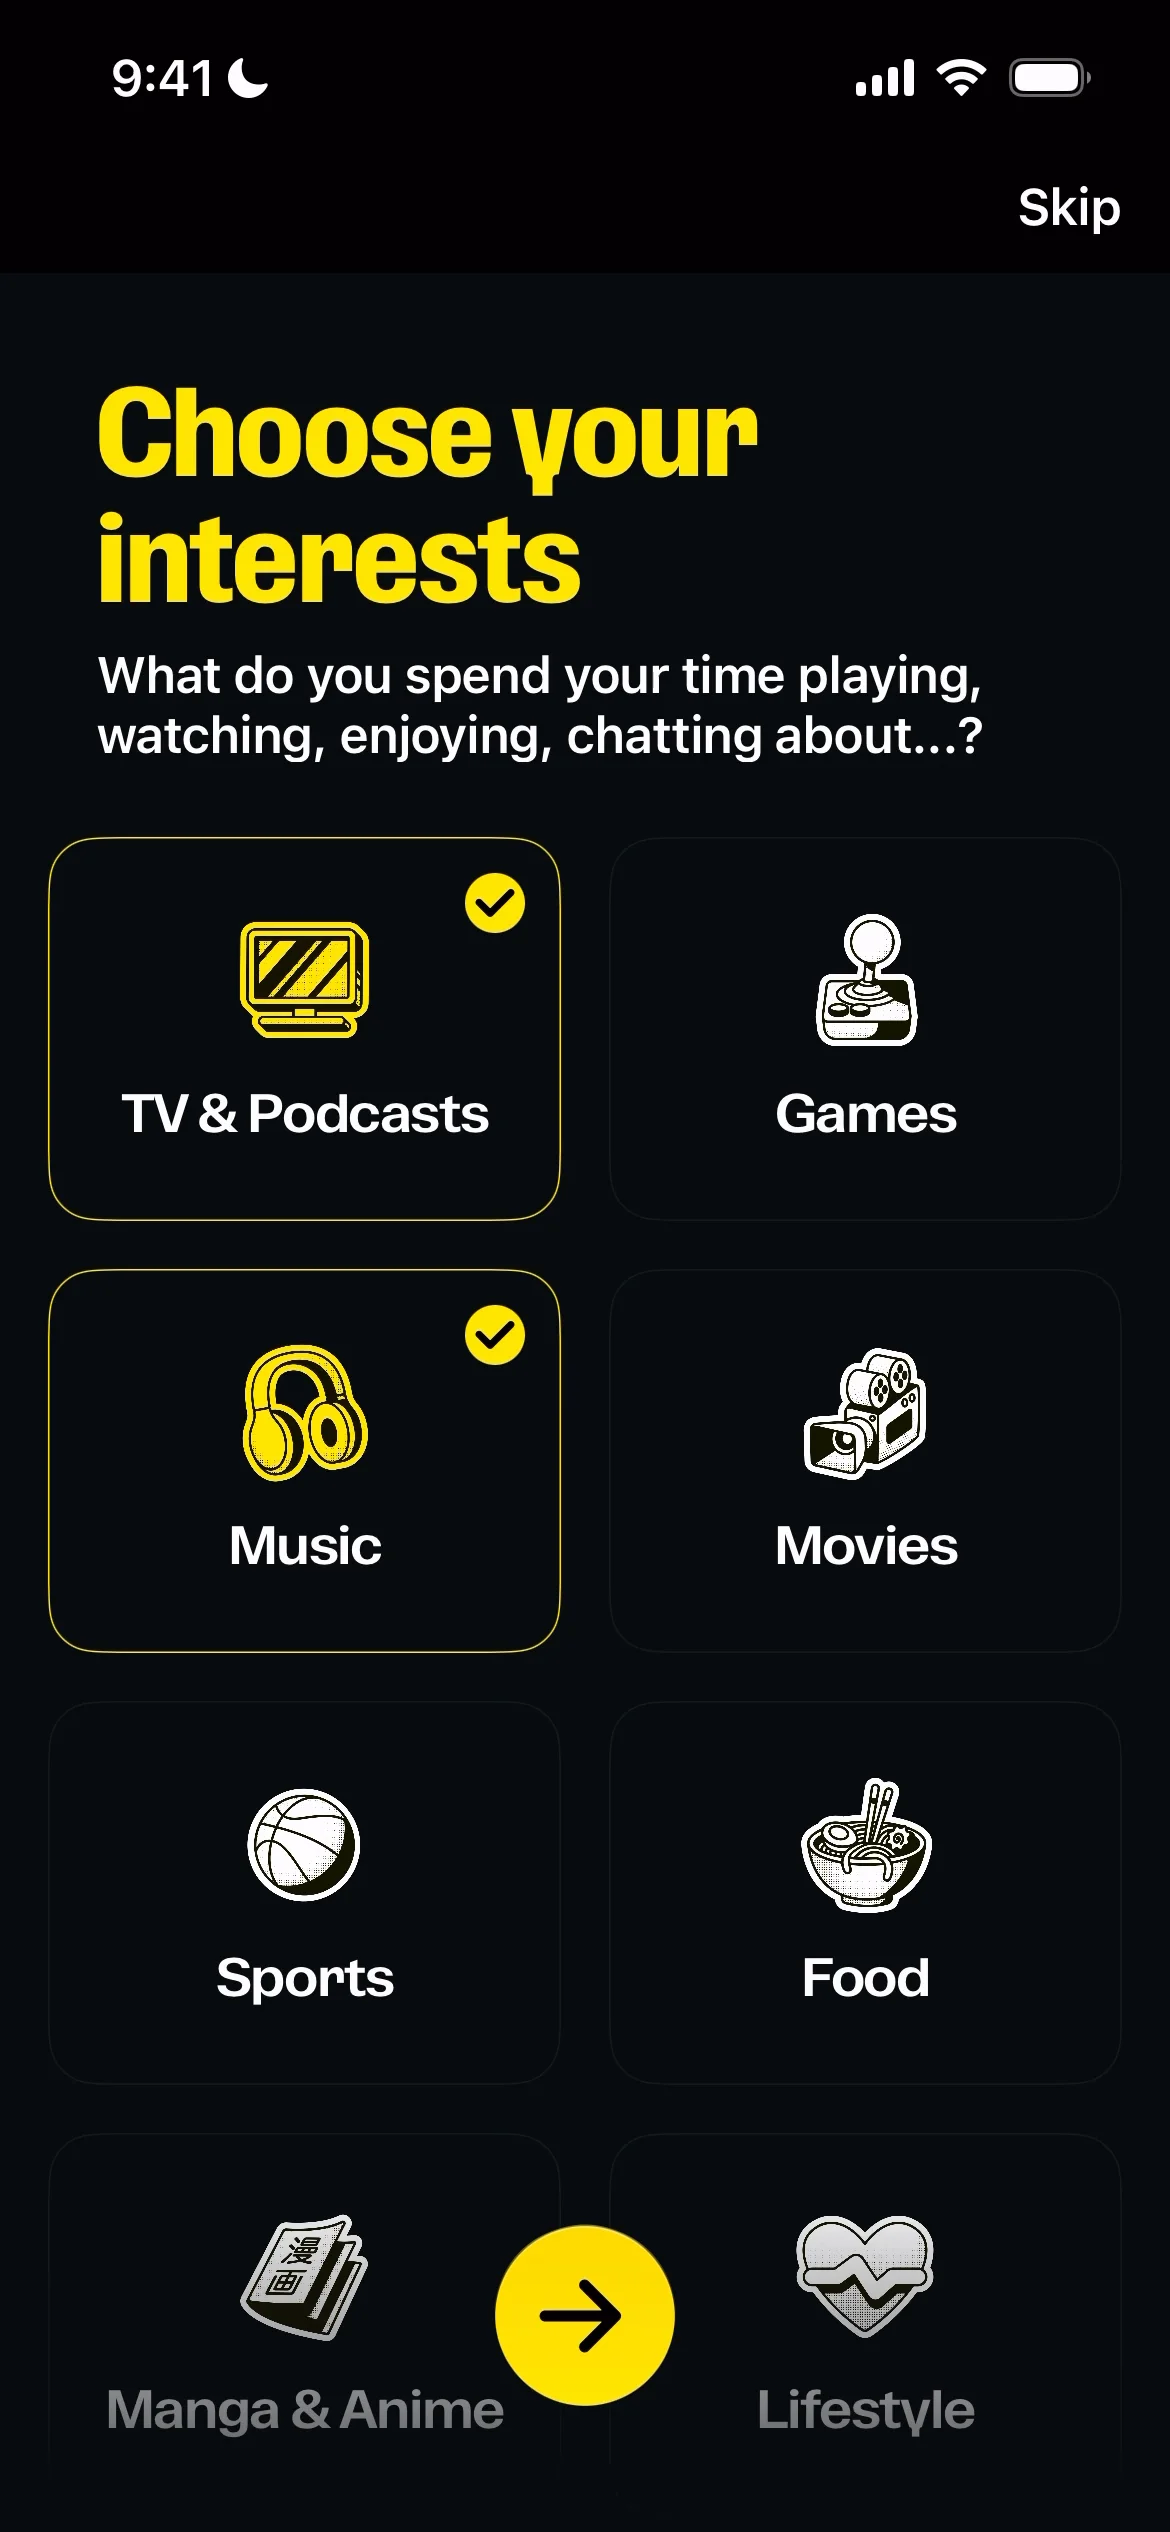 9:41
Skip
Choose your
interests
What do you spend your time playing,
watching, enjoying, chatting about...?
TV & Podcasts
Games
Music
Movies
Sports
Food
漫
画
Manga & Anime
Lifestyle